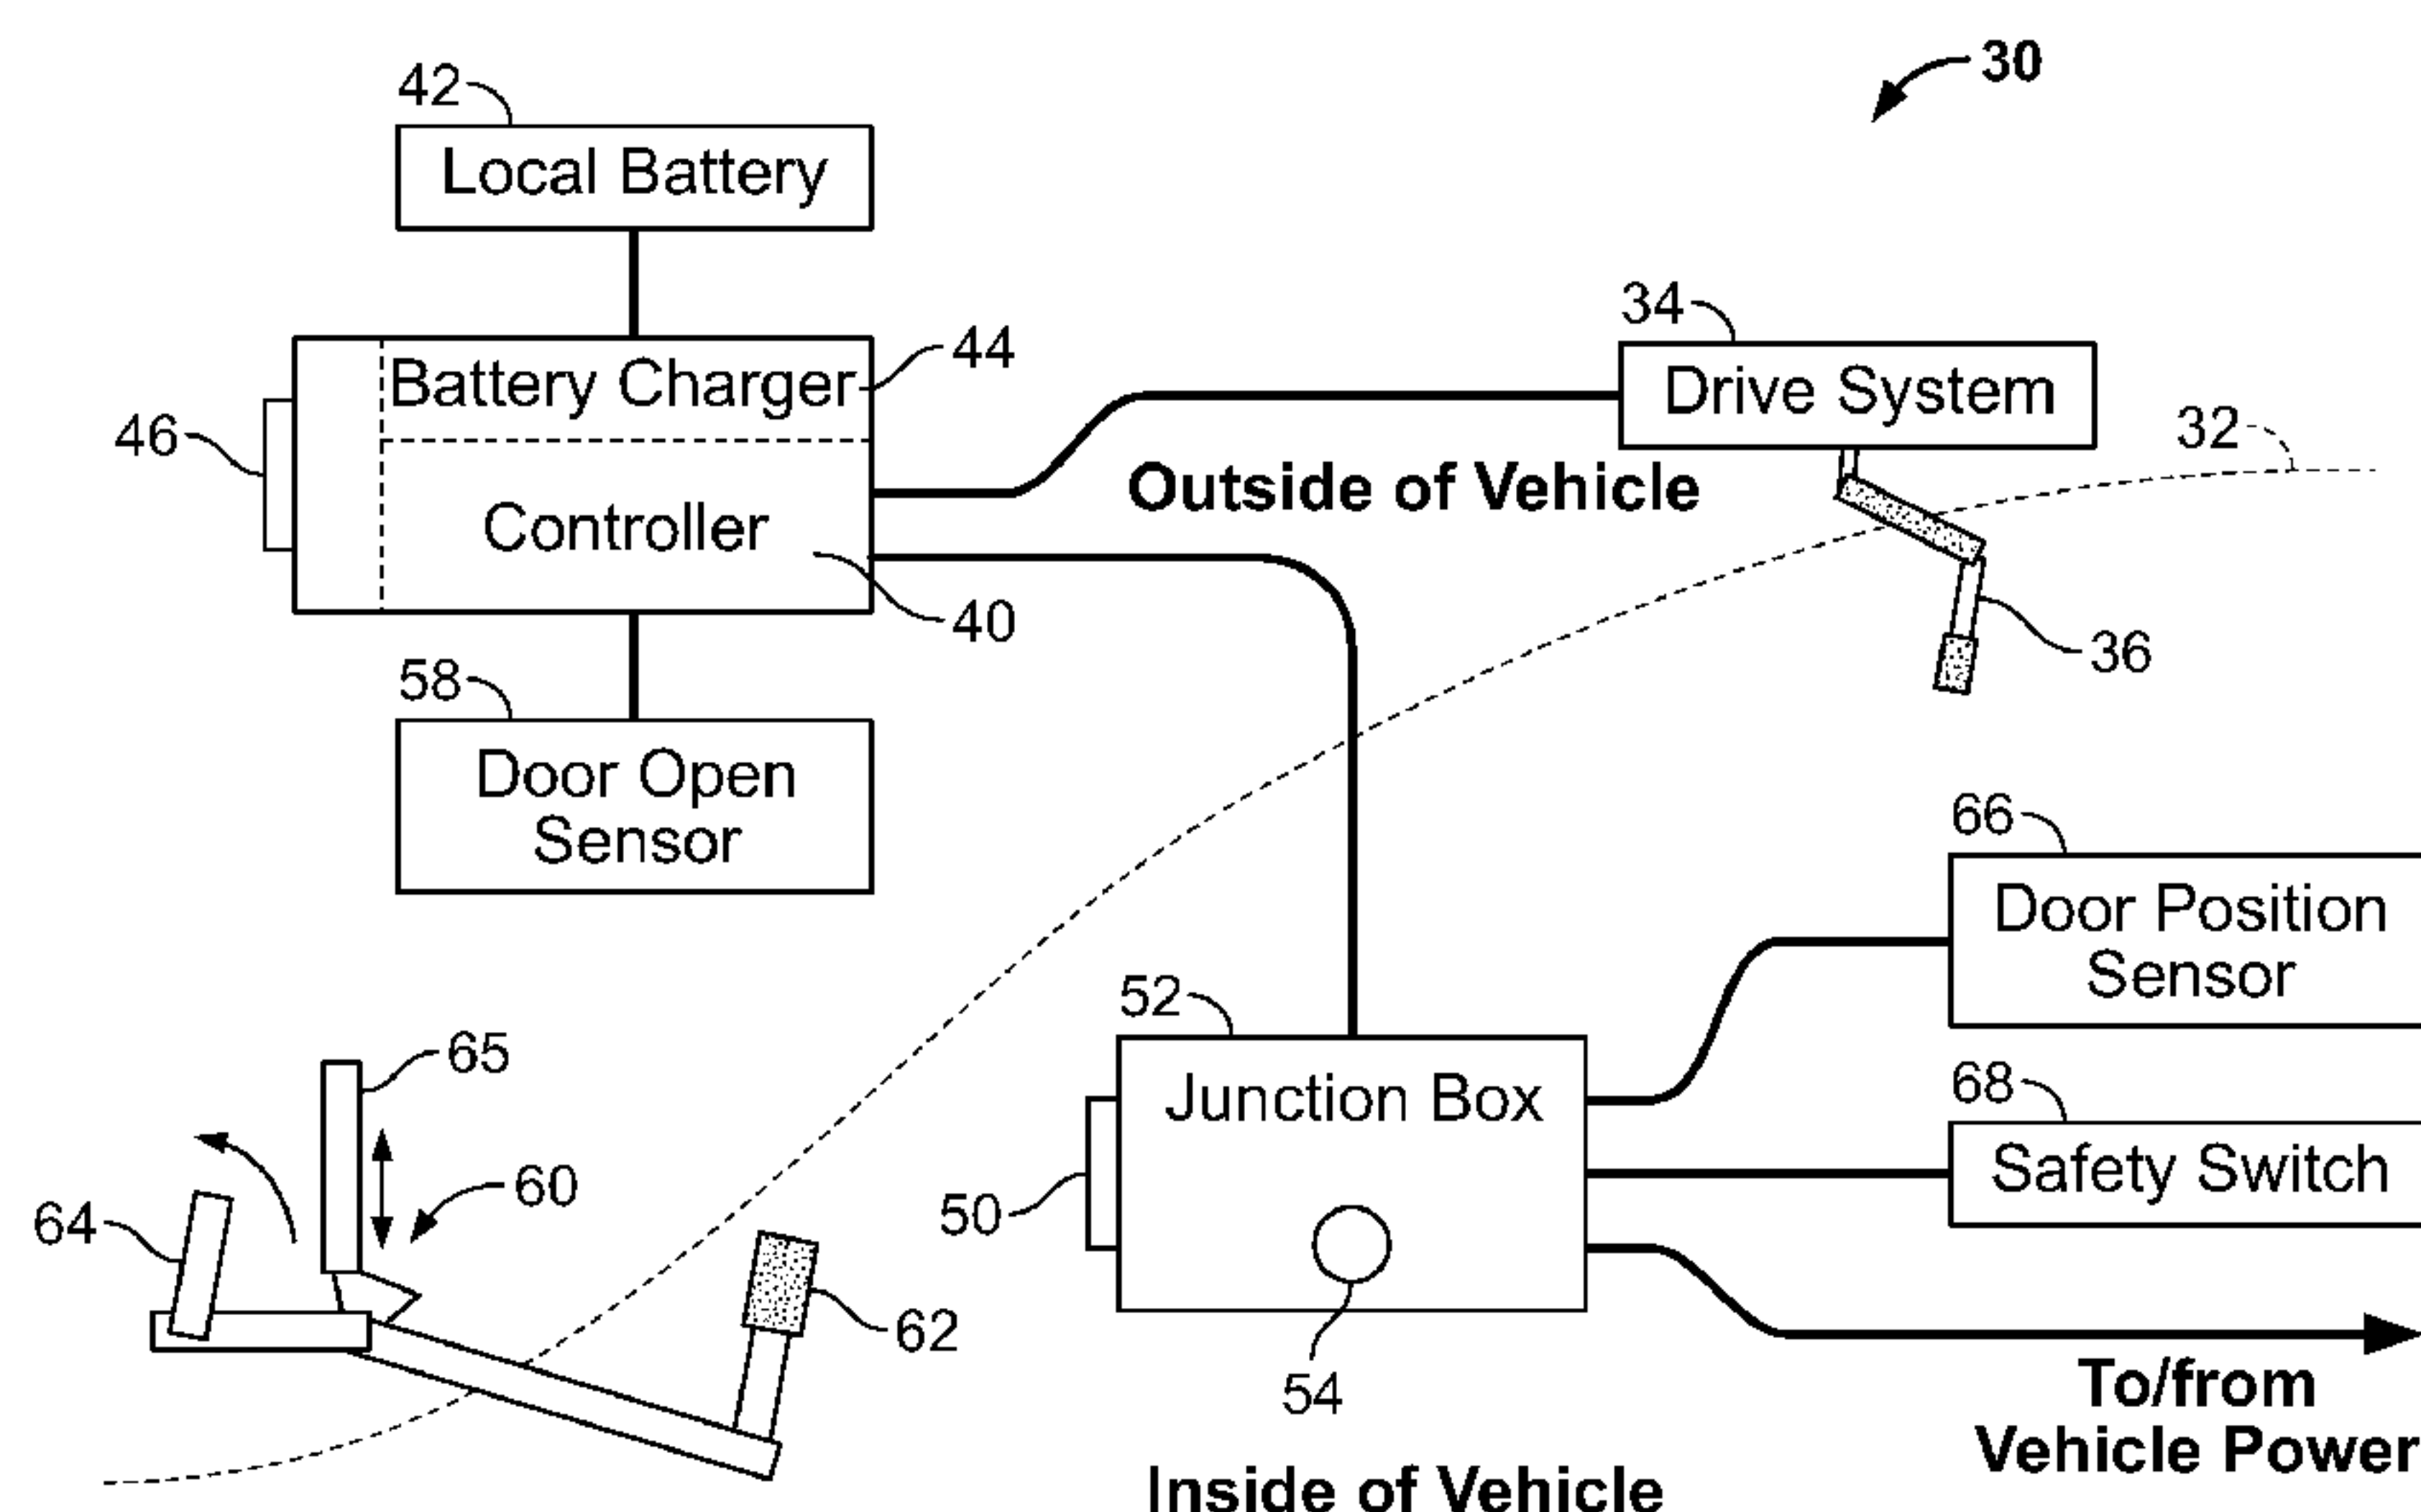 30
42
Local Battery
34
44
Battery Charger
Drive System
32
46
Outside of Vehicle
Controller
40
36
58
Door Open
Sensor
66
Door Position
Sensor
52
65
68
Junction Box
Safety Switch
60
50
64
62
54
To/from
Vehicle Power
Inside of Vehicle